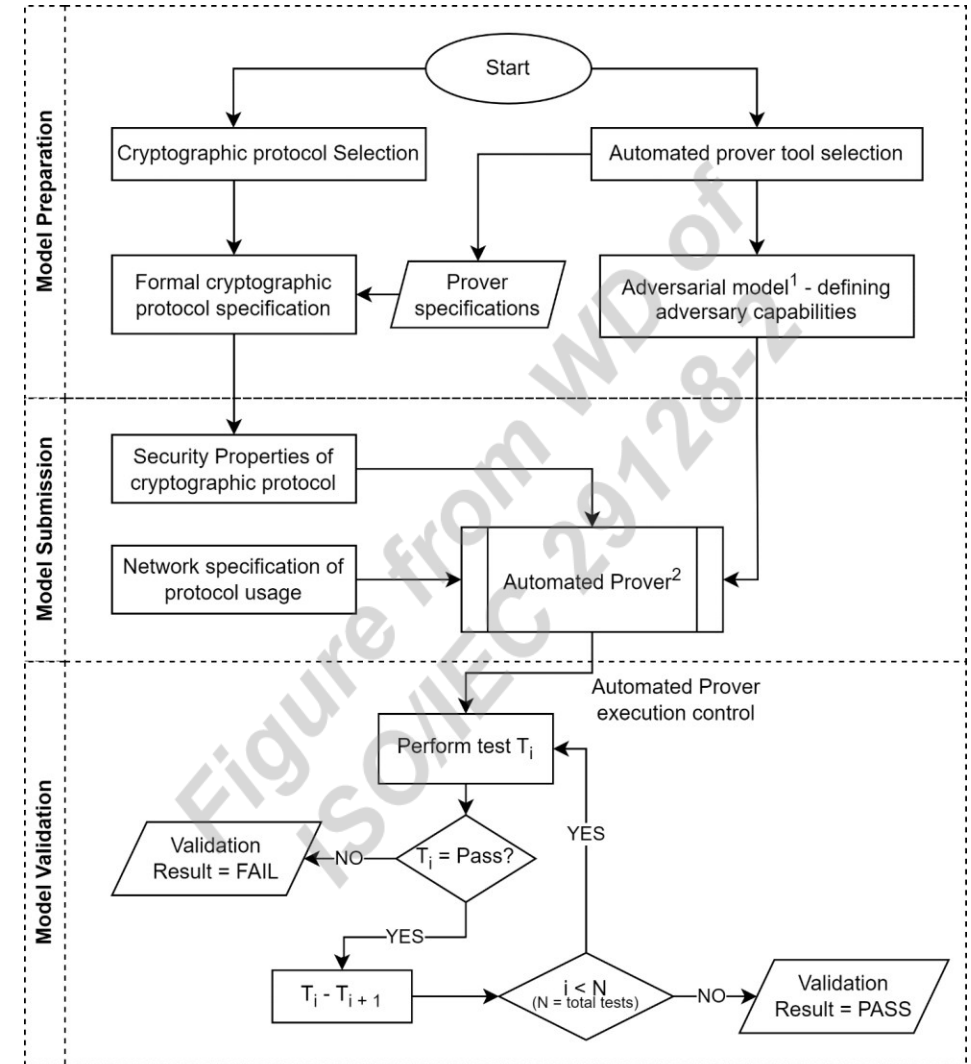 Model Preparation
Start
Cryptographic protocol Selection
Automated prover tool selection
Formal cryptographic
protocol specification
Prover
specifications
Adversarial model¹ - defining
adversary capabilities
Model Submission
Security Properties of
cryptographic protocol
Network specification of
protocol usage
Automated Prover²
Model Validation
Automated Prover
execution control
Perform test Tᵢ
Tᵢ = Pass?
NO
Validation
Result = FAIL
YES
Tᵢ - Tᵢ ₊ ₁
i < N
(N = total tests)
YES
NO
Validation
Result = PASS
Figure from WD of
ISO/IEC 29128-2